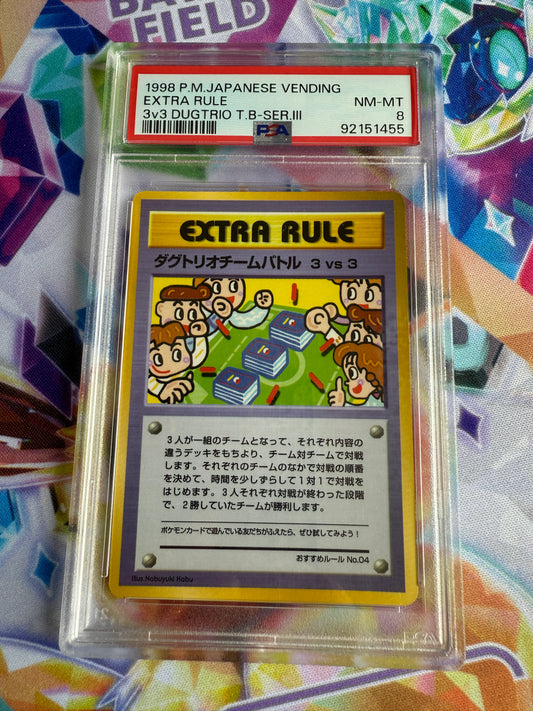 BA
FIELD
1998 P.M.JAPANESE VENDING
EXTRA RULE NM-MT
3v3 DUGTRIO T.B-SER.III 8
PSA 92151455
EXTRA RULE
ダグトリオチームバトル 3 vs 3
3人が一組のチームとなって、それぞれ内容の
違うデッキをもちより、チーム対チームで対戦
します。それぞれのチームのなかで対戦の順番
を決めて、時間を少しずらして1対1で対戦を
はじめます。3人それぞれ対戦が終わった段階
で、2勝していたチームが勝利します。
ポケモンカードで遊んでいる友だちがふえたら、ぜひ試してみよう!
おすすめルール No.04
Illus.Nobuyuki Habu